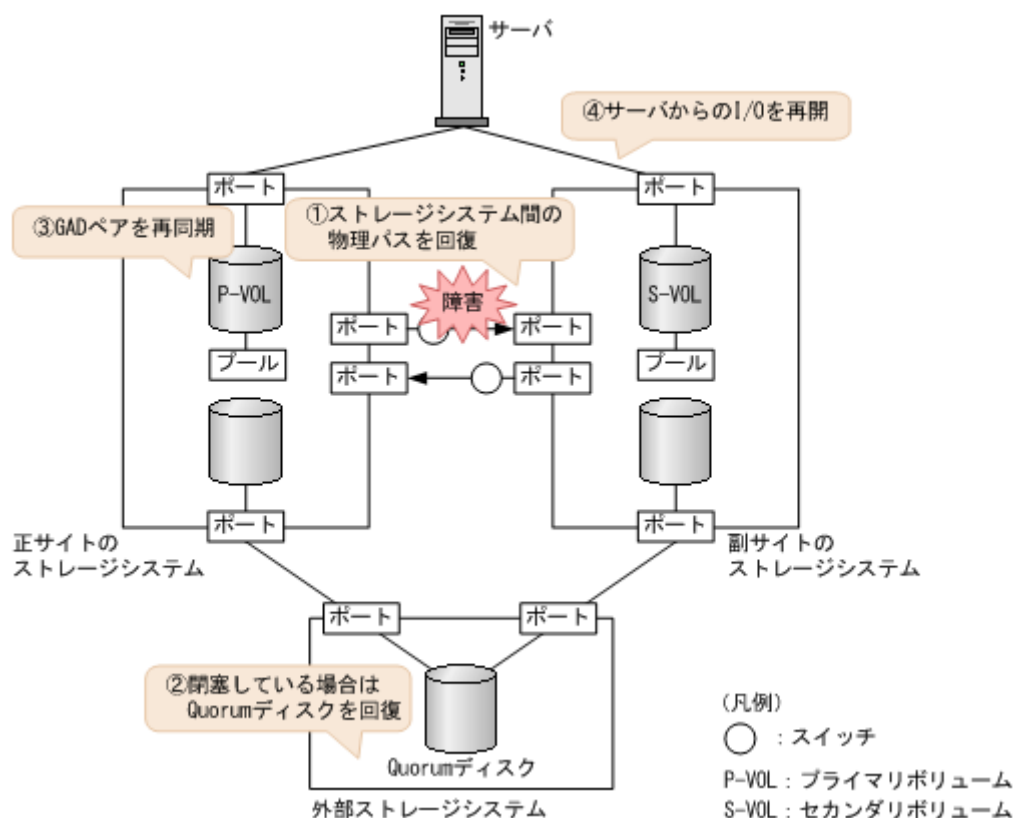 サーバ
④サーバからのI/Oを再開
ポート
ポート
③GADペアを再同期
①ストレージシステム間の
物理パスを回復
P-VOL
S-VOL
障害
ポート
ポート
プール
プール
ポート
ポート
ポート
ポート
正サイトの
ストレージシステム
副サイトの
ストレージシステム
ポート
ポート
②閉塞している場合は
Quorumディスクを回復
Quorumディスク
外部ストレージシステム
(凡例)
:スイッチ
P-VOL:プライマリボリューム
S-VOL:セカンダリボリューム